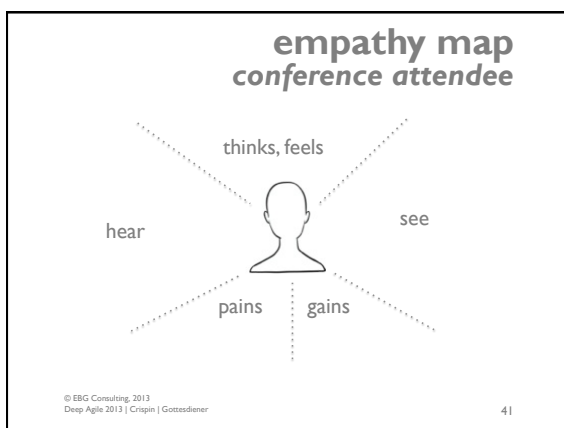 empathy map
conference attendee
thinks, feels
hear
see
pains
gains
© EBG Consulting, 2013
Deep Agile 2013 | Crispin | Gottesdiener
41